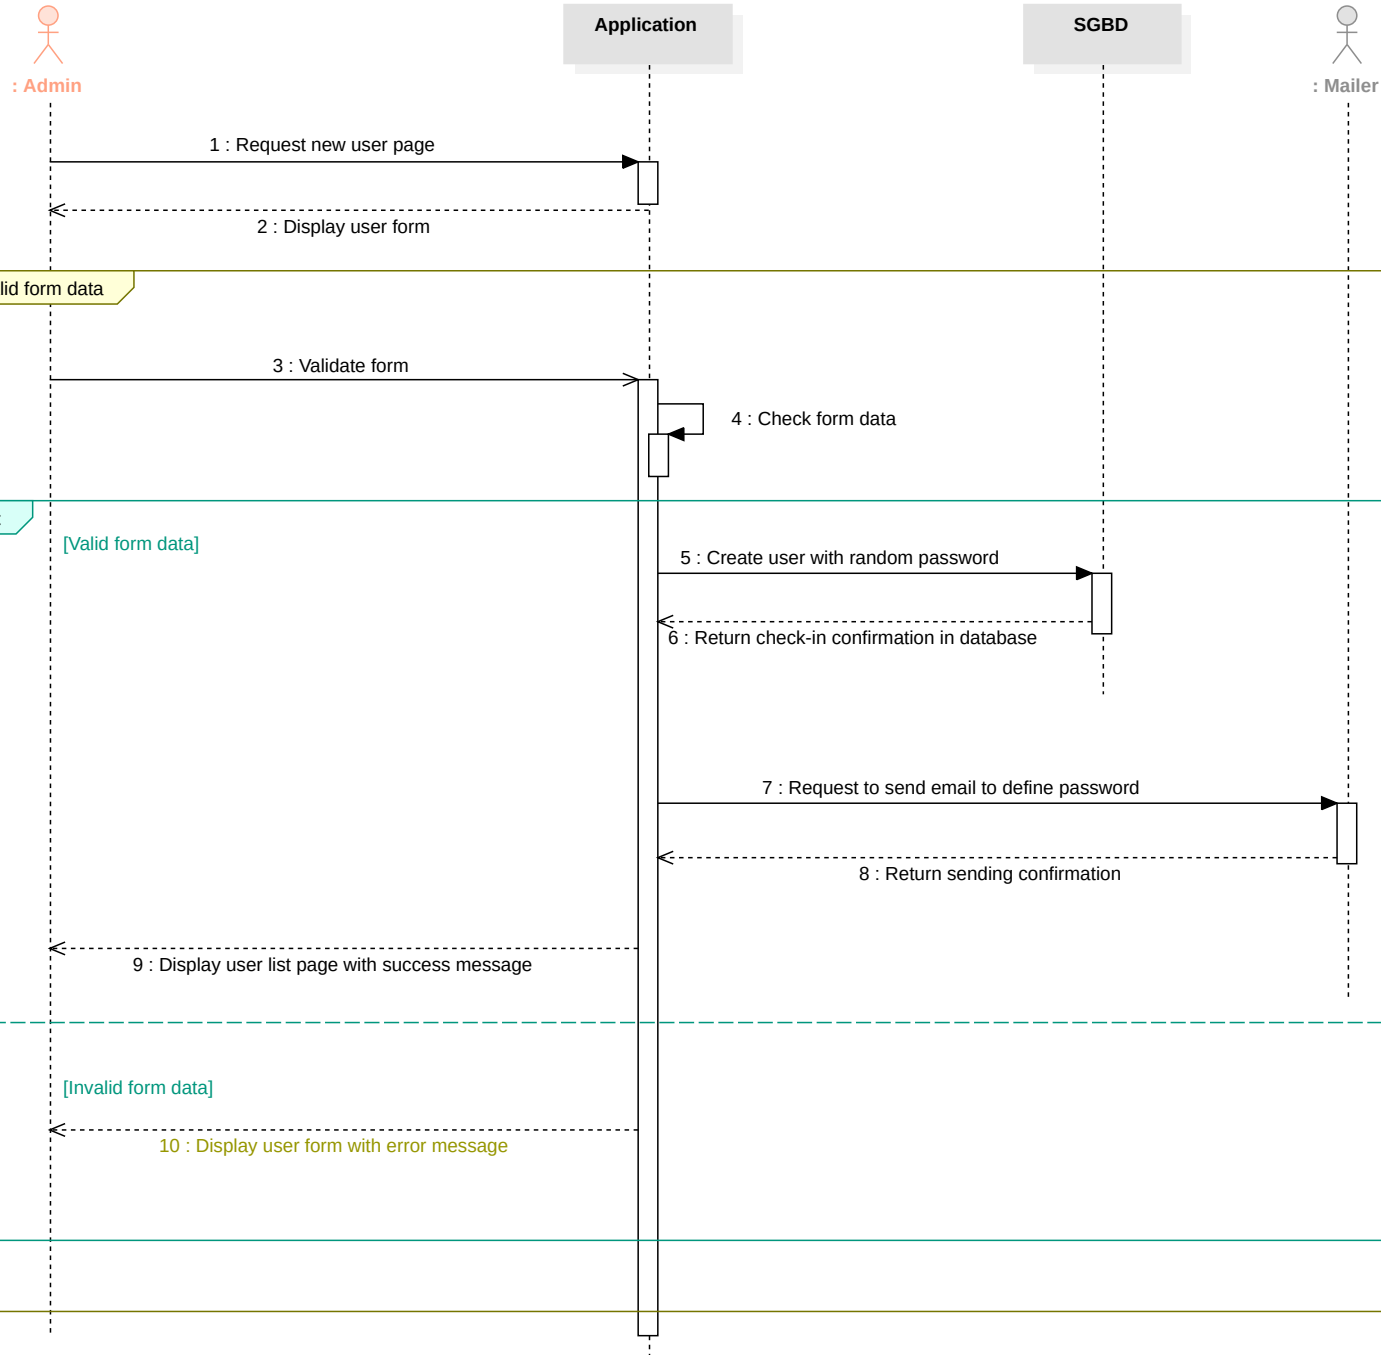 Application
SGBD
: Admin
: Mailer
1 : Request new user page
2 : Display user form
lid form data
3 : Validate form
4 : Check form data
[Valid form data]
5 : Create user with random password
6 : Return check-in confirmation in database
7 : Request to send email to define password
8 : Return sending confirmation
9 : Display user list page with success message
[Invalid form data]
10 : Display user form with error message